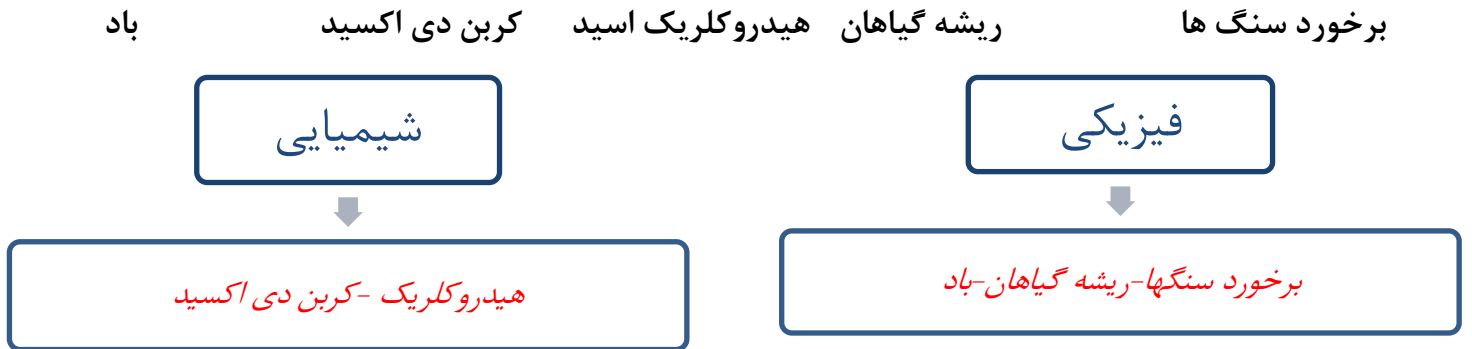 برخورد سنگ ها ریشه گیاهان هیدروکلریک اسید کربن دی اکسید باد
فیزیکی
شیمیایی
برخورد سنگها-ریشه گیاهان-باد
هیدروکلریک -کربن دی اکسید